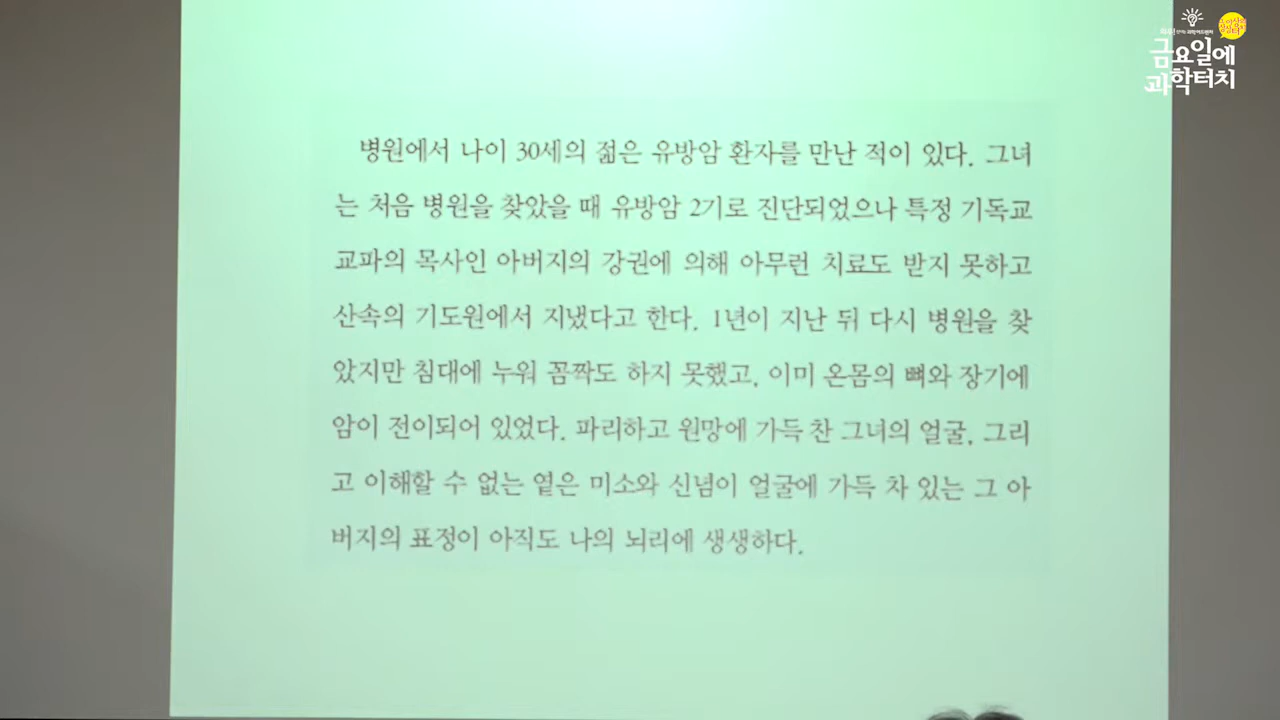 금요일에
과학터치
병원에서 나이 30세의 젊은 유방암 환자를 만난 적이 있다. 그녀
는 처음 병원을 찾았을 때 유방암 2기로 진단되었으나 특정 기독교
교파의 목사인 아버지의 강권에 의해 아무런 치료도 받지 못하고
산속의 기도원에서 지냈다고 한다. 1년이 지난 뒤 다시 병원을 찾
았지만 침대에 누워 꼼짝도 하지 못했고, 이미 온몸의 뼈와 장기에
암이 전이되어 있었다. 파리하고 원망에 가득 찬 그녀의 얼굴, 그리
고 이해할 수 없는 옅은 미소와 신념이 얼굴에 가득 차 있는 그 아
버지의 표정이 아직도 나의 뇌리에 생생하다.